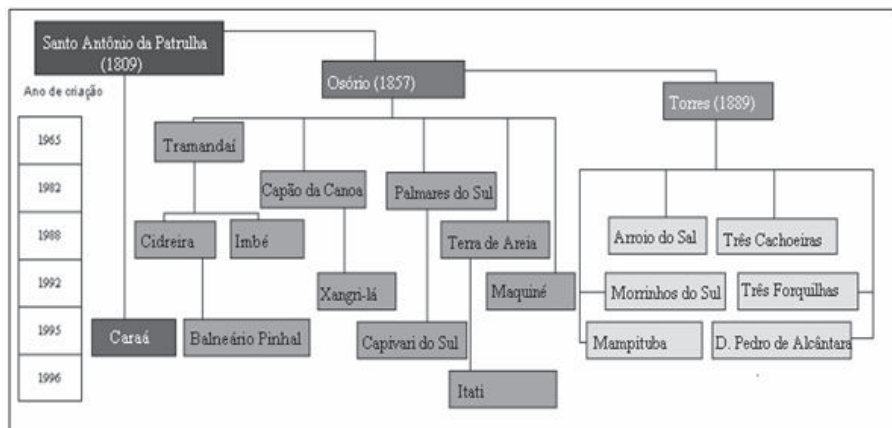 Santo Antônio da Patrulha
(1809)
Osório (1857)
Ano de criação
Torres (1889)
1965
Tramandaí
1982
Capão da Canoa
Palmares do Sul
1988
Cidreira
Imbé
Terra de Areia
Arroio do Sal
Três Cachoeiras
1992
Xangri-lá
Maquiné
Morrinhos do Sul
Três Forquilhas
1995
Caraá
Balneário Pinhal
Capivari do Sul
Mampituba
D. Pedro de Alcântara
1996
Itati